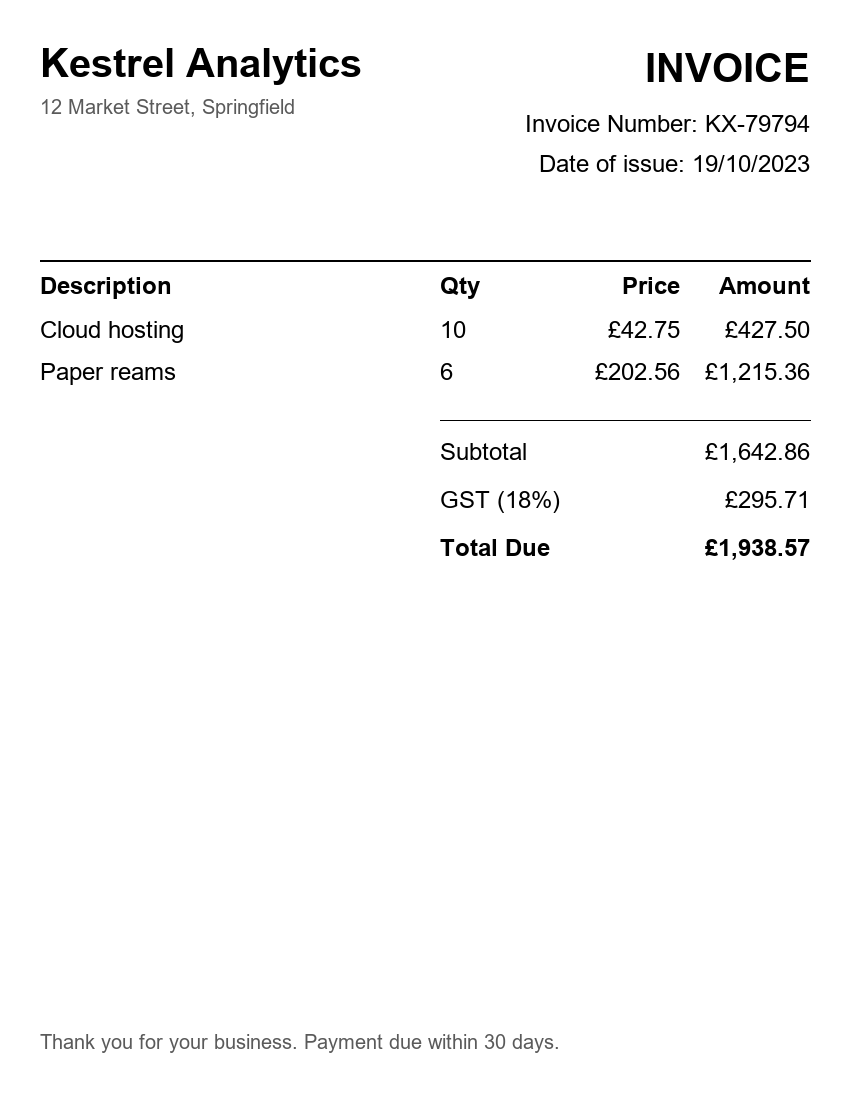 Kestrel Analytics
INVOICE
12 Market Street, Springfield
Invoice Number: KX-79794
Date of issue: 19/10/2023
Description Qty Price Amount
Cloud hosting 10 £42.75 £427.50
Paper reams 6 £202.56 £1,215.36
Subtotal £1,642.86
GST (18%) £295.71
Total Due £1,938.57
Thank you for your business. Payment due within 30 days.